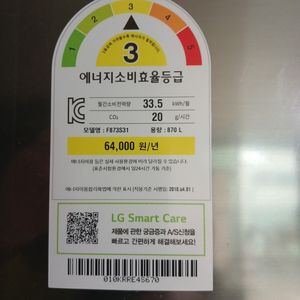 1
2
3
4
5
3
에너지소비효율등급
월간소비전력량 33.5 kWh/월
CO₂ 20 g/시간
모델명 : F873S31 용량 : 870 L
64,000 원/년
LG Smart Care
제품에 관한 궁금증과 A/S신청을
빠르고 간편하게 해결해보세요!
010KRRE4S670